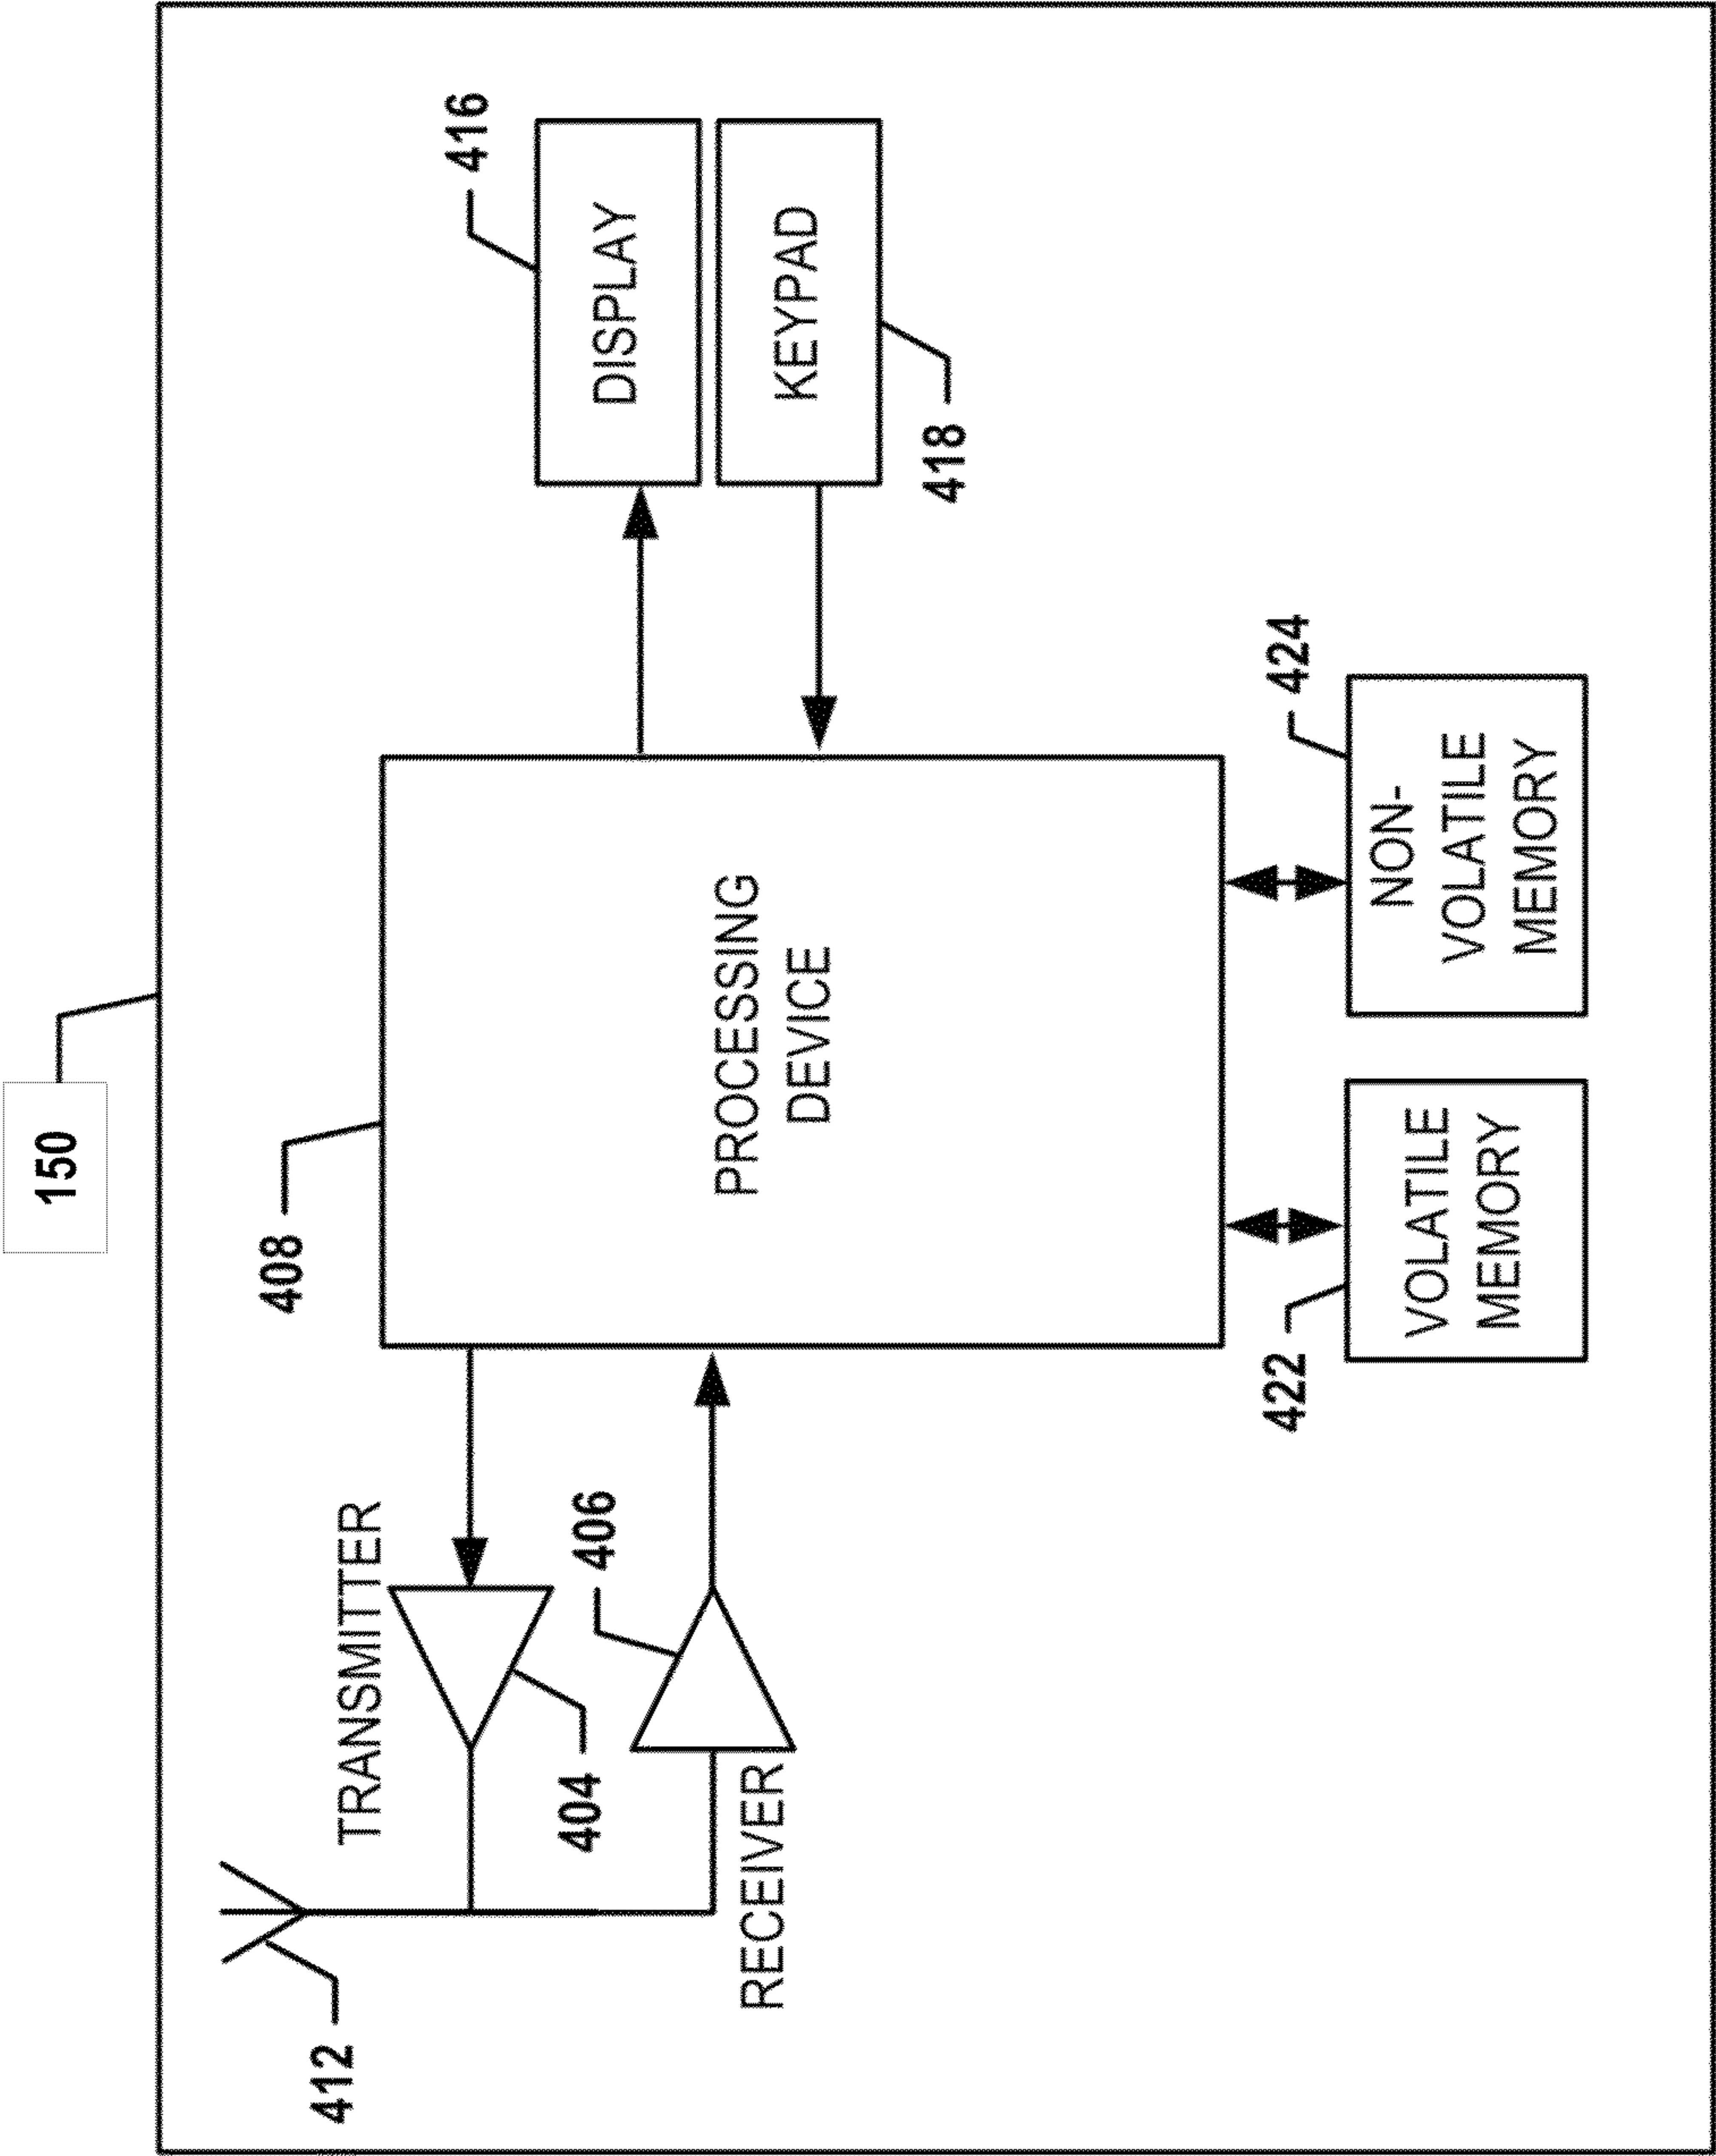 150
408
412
TRANSMITTER
404
406
RECEIVER
PROCESSING
DEVICE
416
DISPLAY
KEYPAD
418
422
VOLATILE
MEMORY
424
NON-
VOLATILE
MEMORY